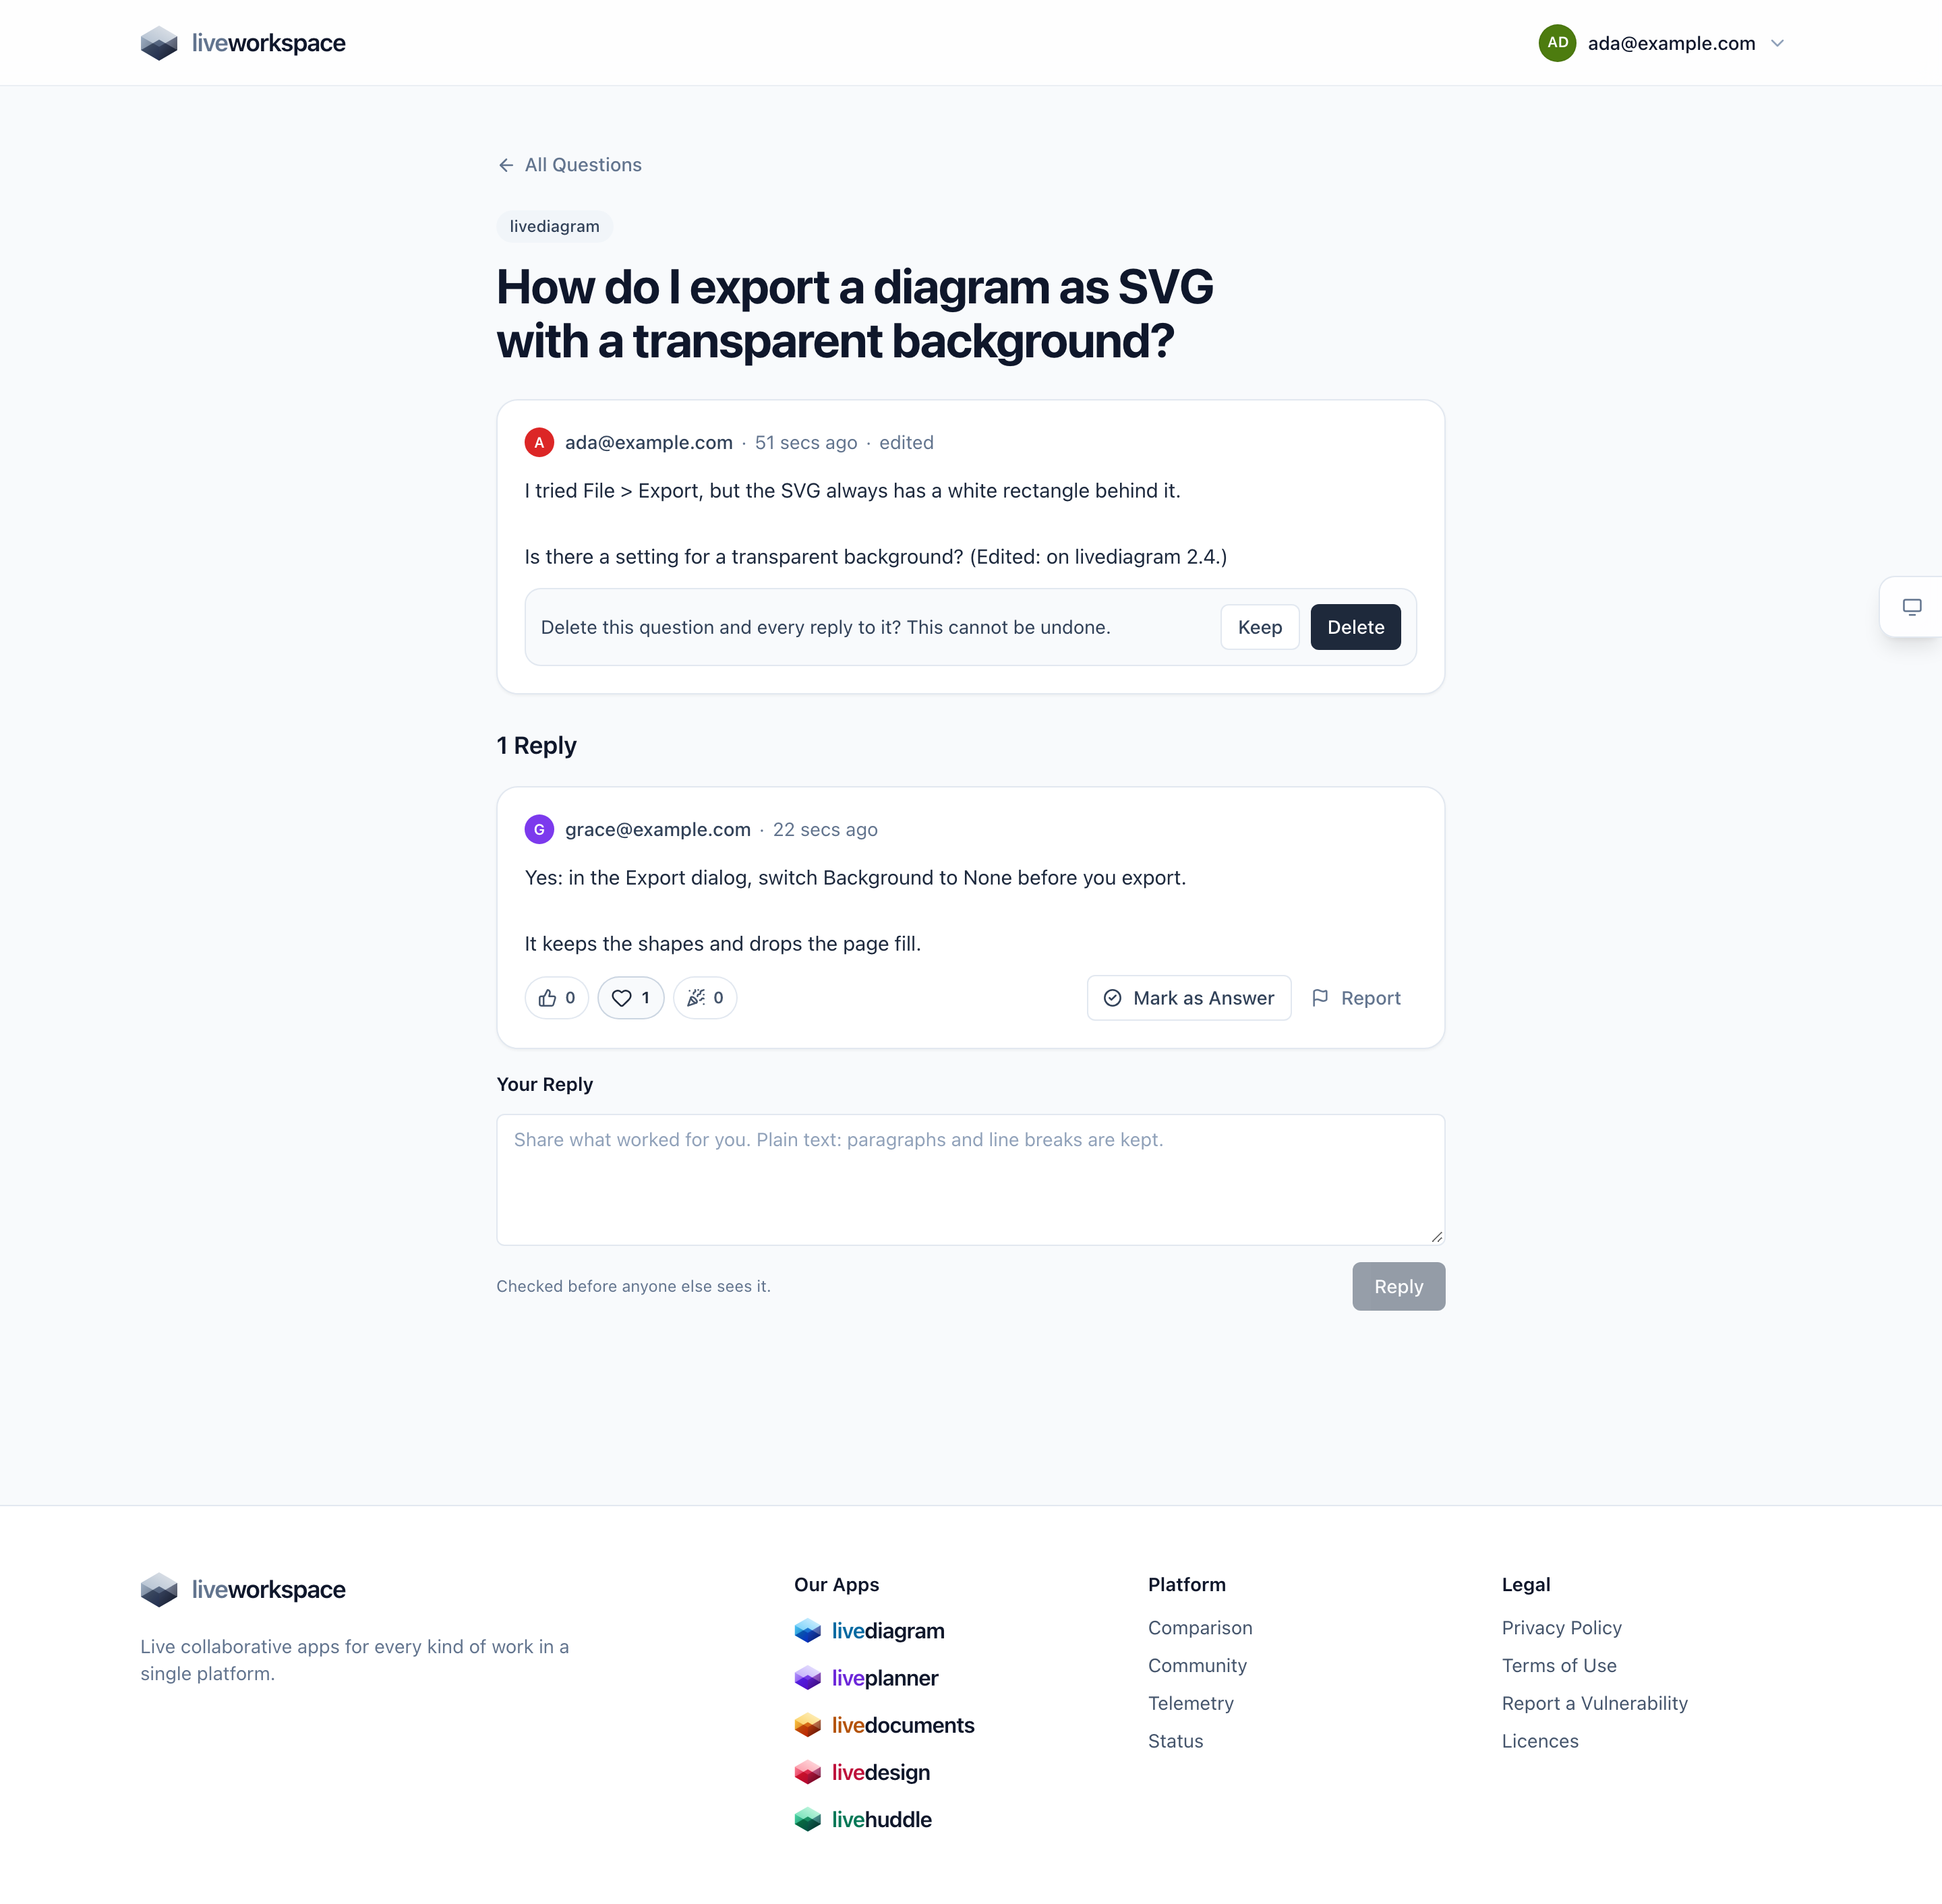 liveworkspace
AD ada@example.com
All Questions
livediagram
How do I export a diagram as SVG
with a transparent background?
A ada@example.com · 51 secs ago · edited
I tried File > Export, but the SVG always has a white rectangle behind it.
Is there a setting for a transparent background? (Edited: on livediagram 2.4.)
Delete this question and every reply to it? This cannot be undone. Keep Delete
1 Reply
G grace@example.com · 22 secs ago
Yes: in the Export dialog, switch Background to None before you export.
It keeps the shapes and drops the page fill.
0 1 0 Mark as Answer Report
Your Reply
Share what worked for you. Plain text: paragraphs and line breaks are kept.
Checked before anyone else sees it. Reply
liveworkspace
Live collaborative apps for every kind of work in a
single platform.
Our Apps
livediagram
liveplanner
livedocuments
livedesign
livehuddle
Platform
Comparison
Community
Telemetry
Status
Legal
Privacy Policy
Terms of Use
Report a Vulnerability
Licences